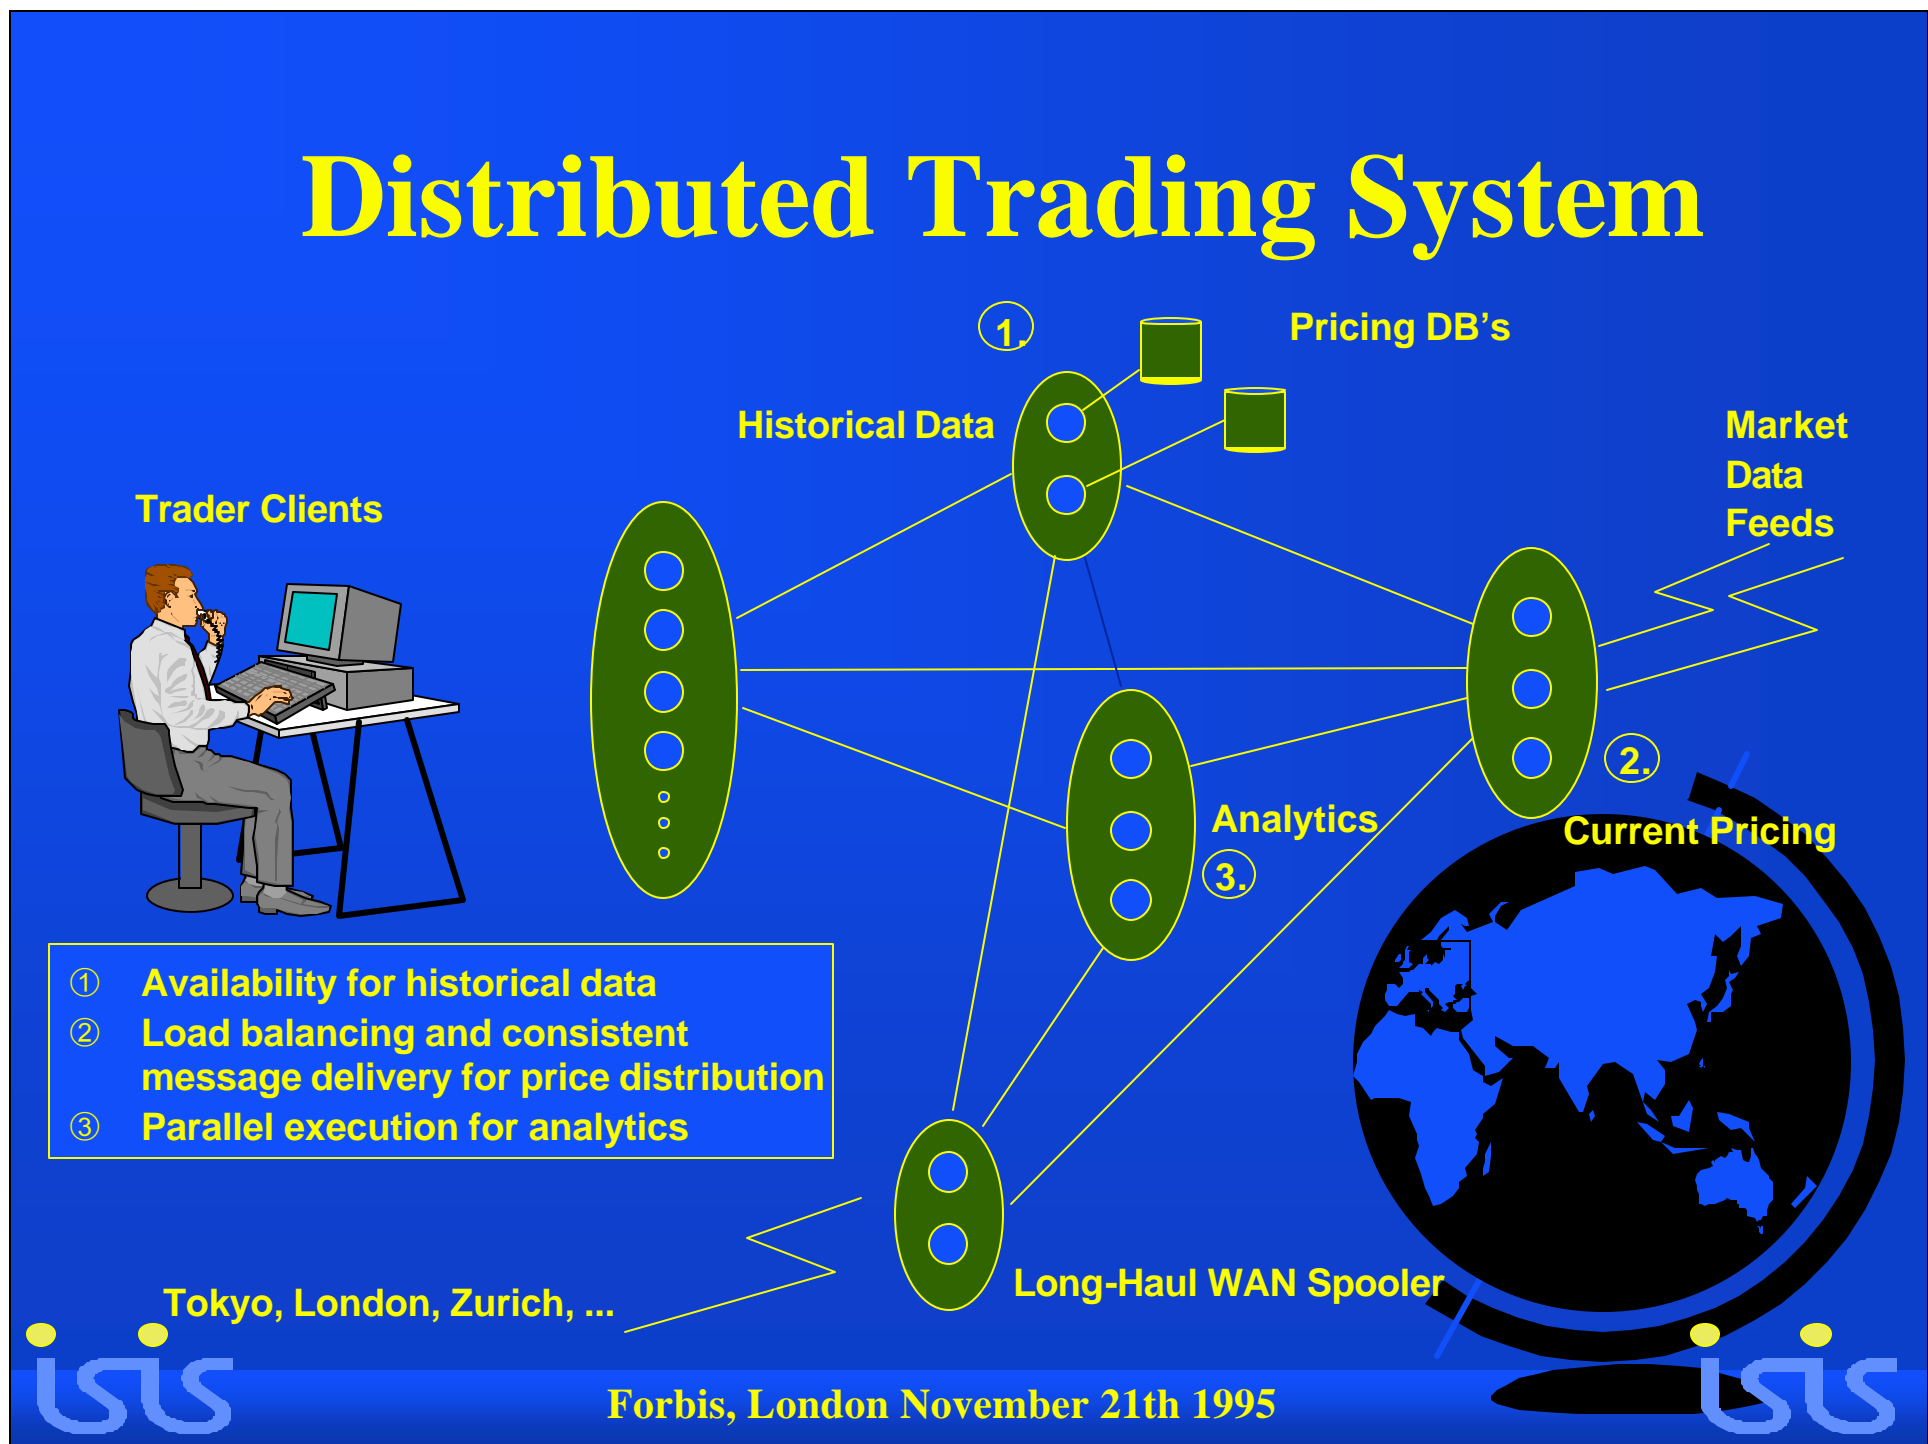 Distributed Trading System
1.
Pricing DB's
Historical Data
Market
Data
Feeds
Trader Clients
2.
Current Pricing
Analytics
3.
① Availability for historical data
② Load balancing and consistent
message delivery for price distribution
③ Parallel execution for analytics
Long-Haul WAN Spooler
Tokyo, London, Zurich, ...
isis
isis
Forbis, London November 21th 1995